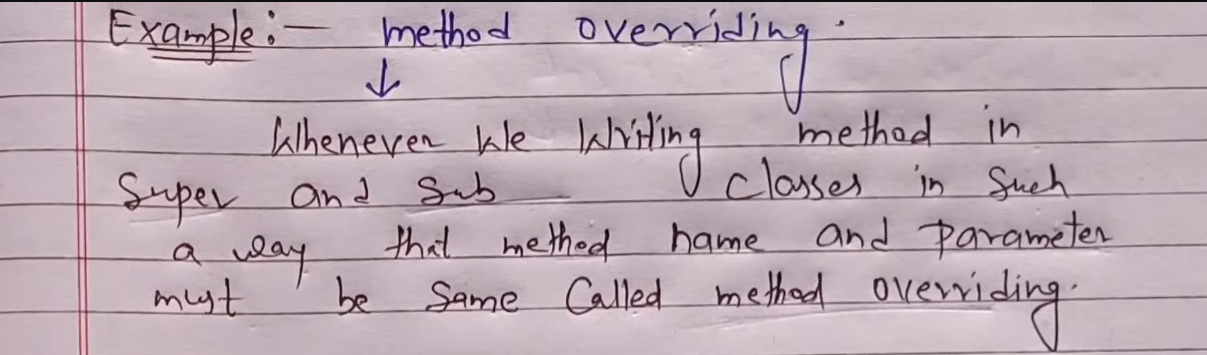 Example:- method overriding.
↓
Whenever We Writing method in
Super and Sub classes in Such
a way that method name and parameter
must be same Called method overriding.